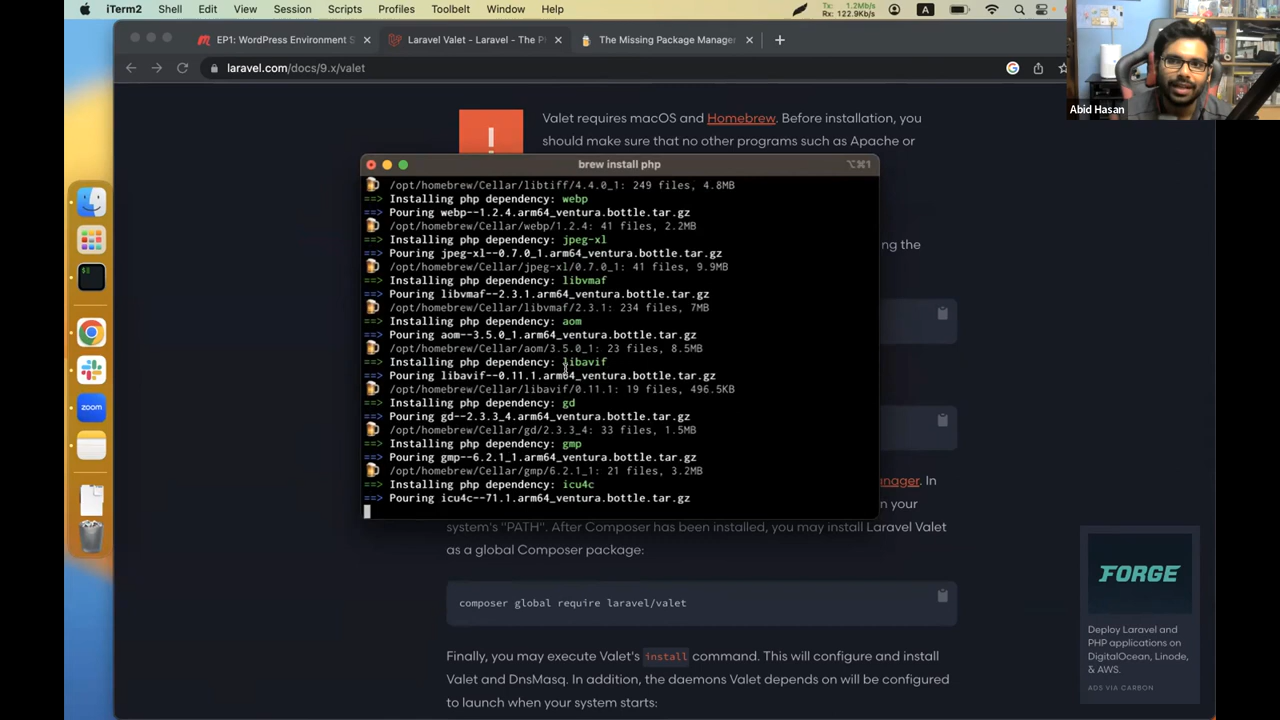 iTerm2 Shell Edit View Session Scripts Profiles Toolbelt Window Help
Tx: 1.2Mb/s
Rx: 122.9Kb/s
A
EP1: WordPress Environment S
Laravel Valet - Laravel - The P
The Missing Package Manager
laravel.com/docs/9.x/valet
Abid Hasan
!
Valet requires macOS and Homebrew. Before installation, you
should make sure that no other programs such as Apache or
brew install php
⌥⌘1
/opt/homebrew/Cellar/libtiff/4.4.0_1: 249 files, 4.8MB
==> Installing php dependency: webp
==> Pouring webp--1.2.4.arm64_ventura.bottle.tar.gz
/opt/homebrew/Cellar/webp/1.2.4: 41 files, 2.2MB
==> Installing php dependency: jpeg-xl
==> Pouring jpeg-xl--0.7.0_1.arm64_ventura.bottle.tar.gz
/opt/homebrew/Cellar/jpeg-xl/0.7.0_1: 41 files, 9.9MB
==> Installing php dependency: libvmaf
==> Pouring libvmaf--2.3.1.arm64_ventura.bottle.tar.gz
/opt/homebrew/Cellar/libvmaf/2.3.1: 234 files, 7MB
==> Installing php dependency: aom
==> Pouring aom--3.5.0_1.arm64_ventura.bottle.tar.gz
/opt/homebrew/Cellar/aom/3.5.0_1: 23 files, 8.5MB
==> Installing php dependency: libavif
==> Pouring libavif--0.11.1.arm64_ventura.bottle.tar.gz
/opt/homebrew/Cellar/libavif/0.11.1: 19 files, 496.5KB
==> Installing php dependency: gd
==> Pouring gd--2.3.3_4.arm64_ventura.bottle.tar.gz
/opt/homebrew/Cellar/gd/2.3.3_4: 33 files, 1.5MB
==> Installing php dependency: gmp
==> Pouring gmp--6.2.1_1.arm64_ventura.bottle.tar.gz
/opt/homebrew/Cellar/gmp/6.2.1_1: 21 files, 3.2MB
==> Installing php dependency: icu4c
==> Pouring icu4c--71.1.arm64_ventura.bottle.tar.gz
ng the
anager. In
n your
system's "PATH". After Composer has been installed, you may install Laravel Valet
as a global Composer package:
composer global require laravel/valet
Finally, you may execute Valet's install command. This will configure and install
Valet and DnsMasq. In addition, the daemons Valet depends on will be configured
to launch when your system starts:
zoom
FORGE
Deploy Laravel and
PHP applications on
DigitalOcean, Linode,
& AWS.
ADS VIA CARBON